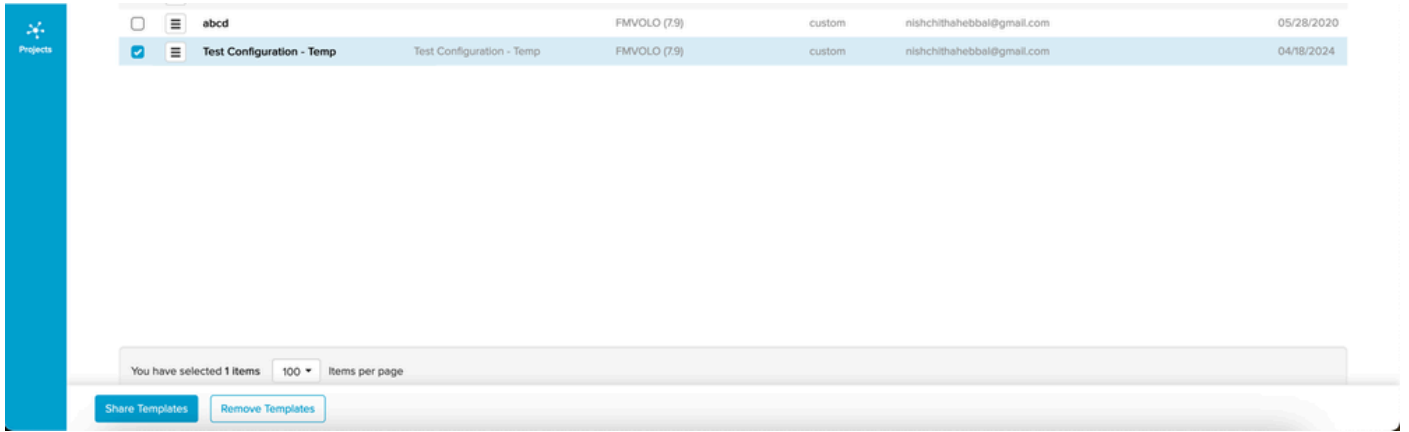 Projects
abcd FMVOLO (7.9) custom nishchithahebbal@gmail.com 05/28/2020
Test Configuration - Temp Test Configuration - Temp FMVOLO (7.9) custom nishchithahebbal@gmail.com 04/18/2024
You have selected 1 items 100 Items per page
Share Templates Remove Templates